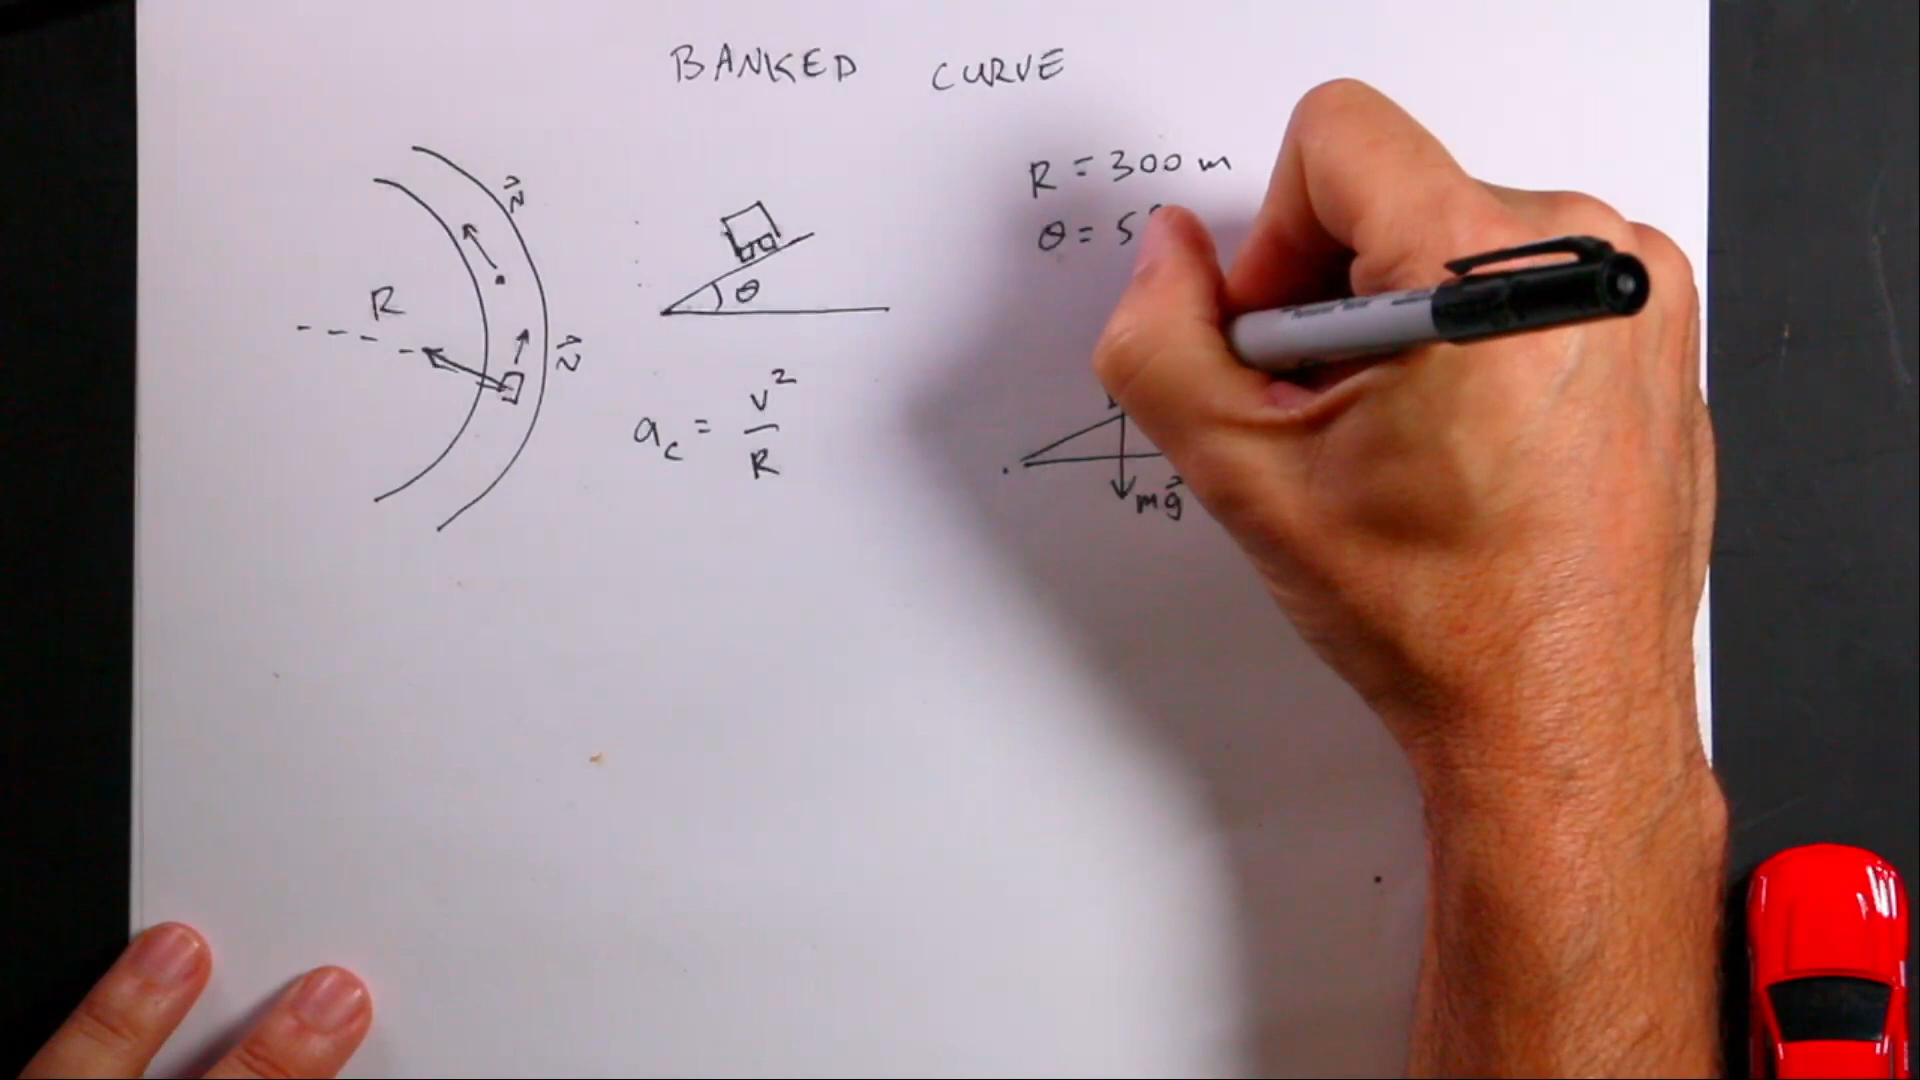 BANKED CURVE
R = 300 m
θ = 5°
R
θ
v⃗
v⃗
a_c = v²/R
mg⃗